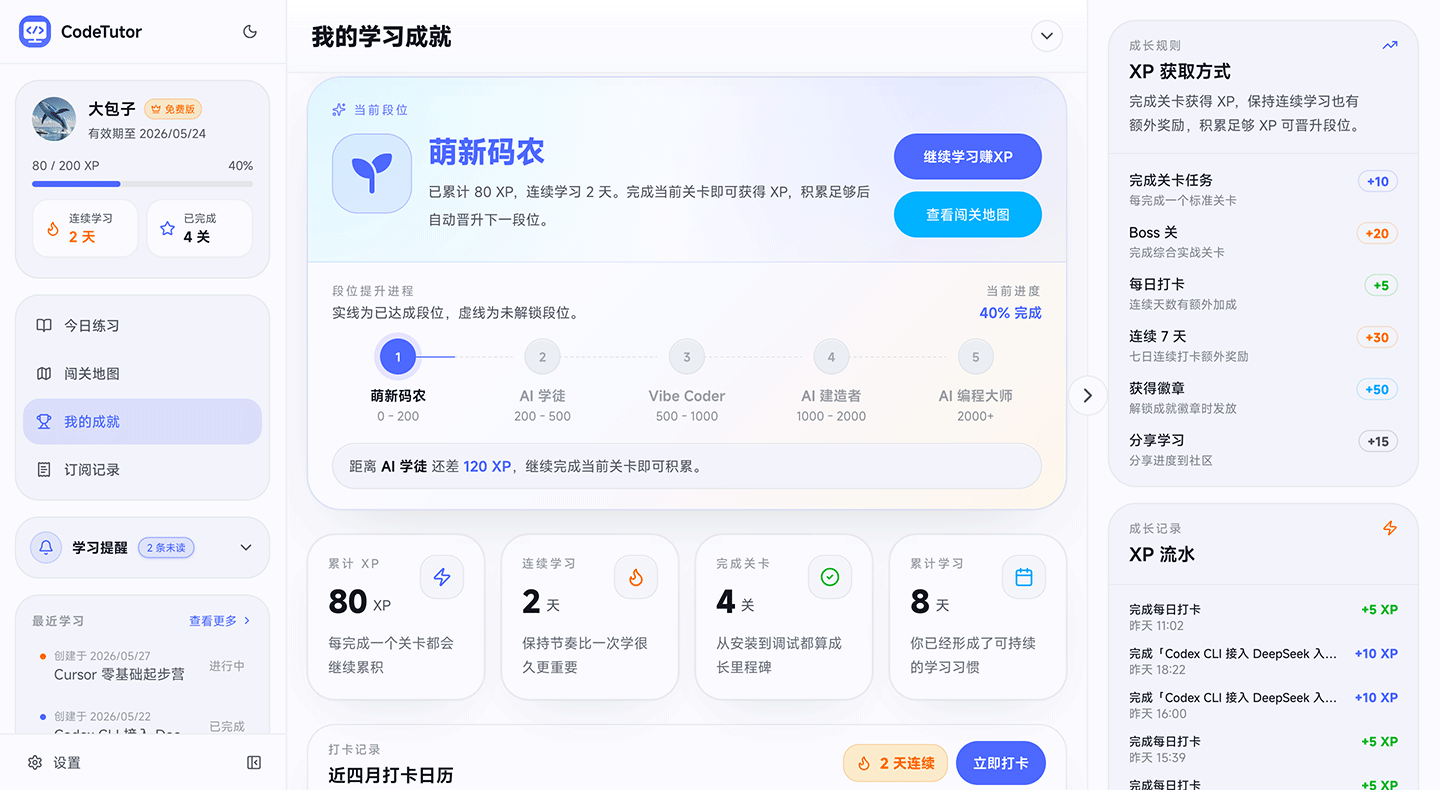 CodeTutor
大包子
免费版
有效期至 2026/05/24
80 / 200 XP
40%
连续学习
2 天
已完成
4 关
今日练习
闯关地图
我的成就
订阅记录
学习提醒
2 条未读
最近学习
查看更多
创建于 2026/05/27
Cursor 零基础起步营
进行中
创建于 2026/05/22
已完成
设置
我的学习成就
当前段位
萌新码农
已累计 80 XP，连续学习 2 天。完成当前关卡即可获得 XP，积累足够后
自动晋升下一段位。
继续学习赚XP
查看闯关地图
段位提升进程
实线为已达成段位，虚线为未解锁段位。
当前进度
40% 完成
1
2
3
4
5
萌新码农
AI 学徒
Vibe Coder
AI 建造者
AI 编程大师
0 - 200
200 - 500
500 - 1000
1000 - 2000
2000+
距离 AI 学徒 还差 120 XP，继续完成当前关卡即可积累。
累计 XP
80 XP
每完成一个关卡都会
继续累积
连续学习
2 天
保持节奏比一次学很
久更重要
完成关卡
4 关
从安装到调试都算成
长里程碑
累计学习
8 天
你已经形成了可持续
的学习习惯
打卡记录
近四月打卡日历
2 天连续
立即打卡
成长规则
XP 获取方式
完成关卡获得 XP，保持连续学习也有
额外奖励，积累足够 XP 可晋升段位。
完成关卡任务
每完成一个标准关卡
+10
Boss 关
完成综合实战关卡
+20
每日打卡
连续天数有额外加成
+5
连续 7 天
七日连续打卡额外奖励
+30
获得徽章
解锁成就徽章时发放
+50
分享学习
分享进度到社区
+15
成长记录
XP 流水
完成每日打卡
昨天 11:02
+5 XP
完成「Codex CLI 接入 DeepSeek 入...
昨天 18:22
+10 XP
完成「Codex CLI 接入 DeepSeek 入...
昨天 16:00
+10 XP
完成每日打卡
昨天 15:39
+5 XP
完成每日打卡
+5 XP